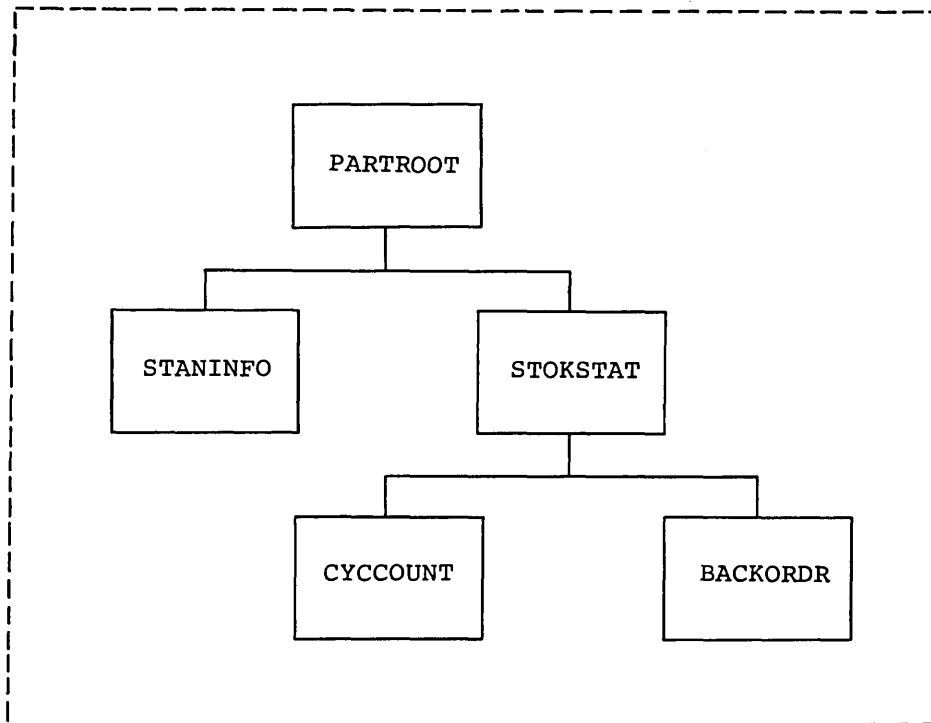 PARTROOT
STANINFO
STOKSTAT
CYCCOUNT
BACKORDR